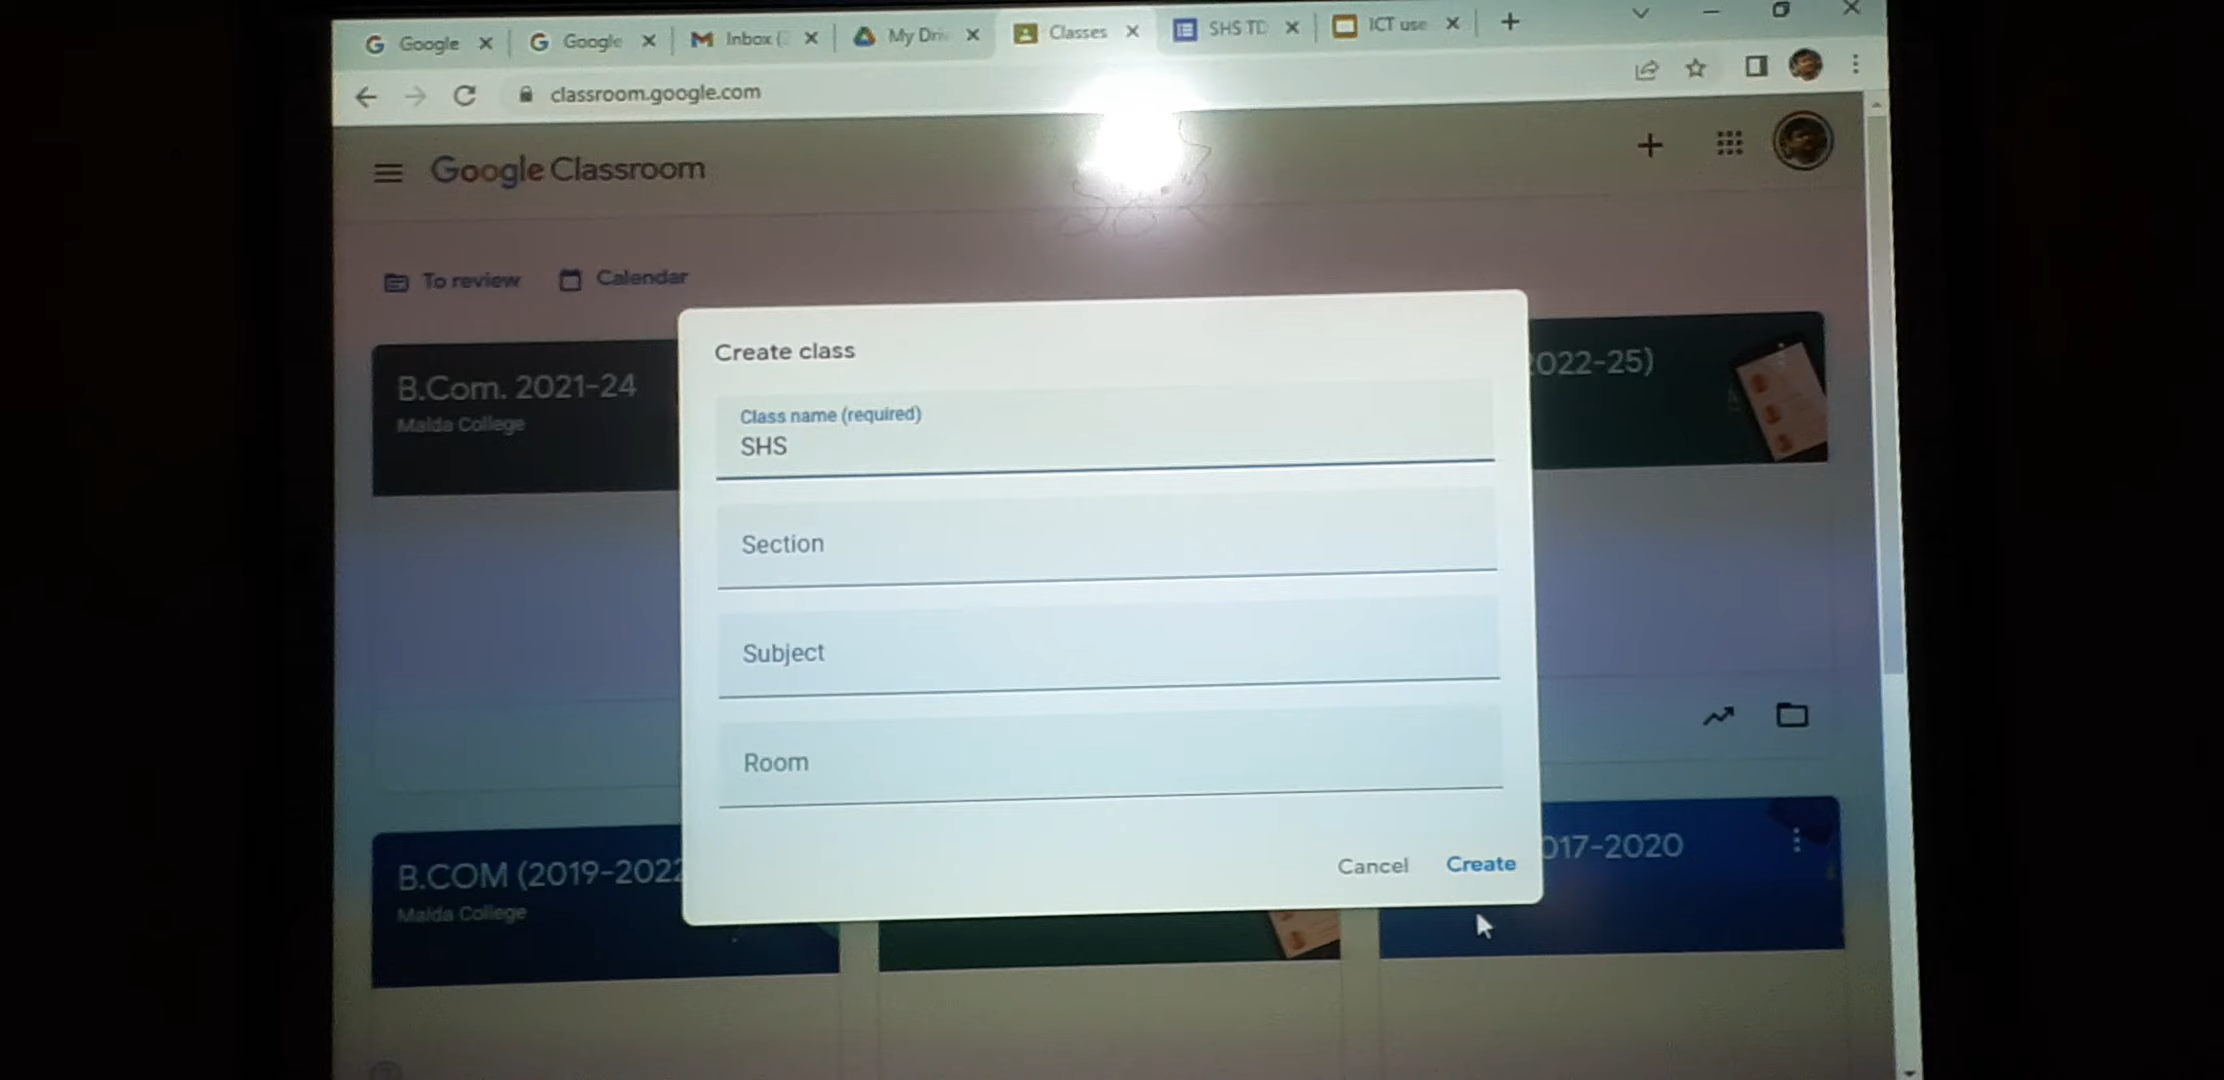 Google
Google
Inbox (
My Dri
Classes
SHS TD
ICT use
classroom.google.com
Google Classroom
To review
Calendar
B.Com. 2021-24
Malda College
2022-25)
Create class
Class name (required)
SHS
Section
Subject
Room
Cancel
Create
B.COM (2019-2022
Malda College
017-2020